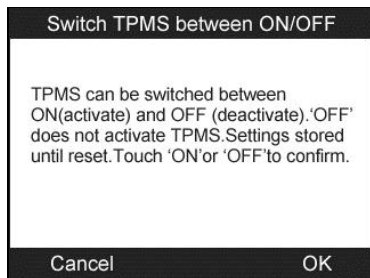 Switch TPMS between ON/OFF
TPMS can be switched between
ON(activate) and OFF (deactivate).‘OFF’
does not activate TPMS.Settings stored
until reset.Touch ‘ON’or ‘OFF’to confirm.
Cancel OK